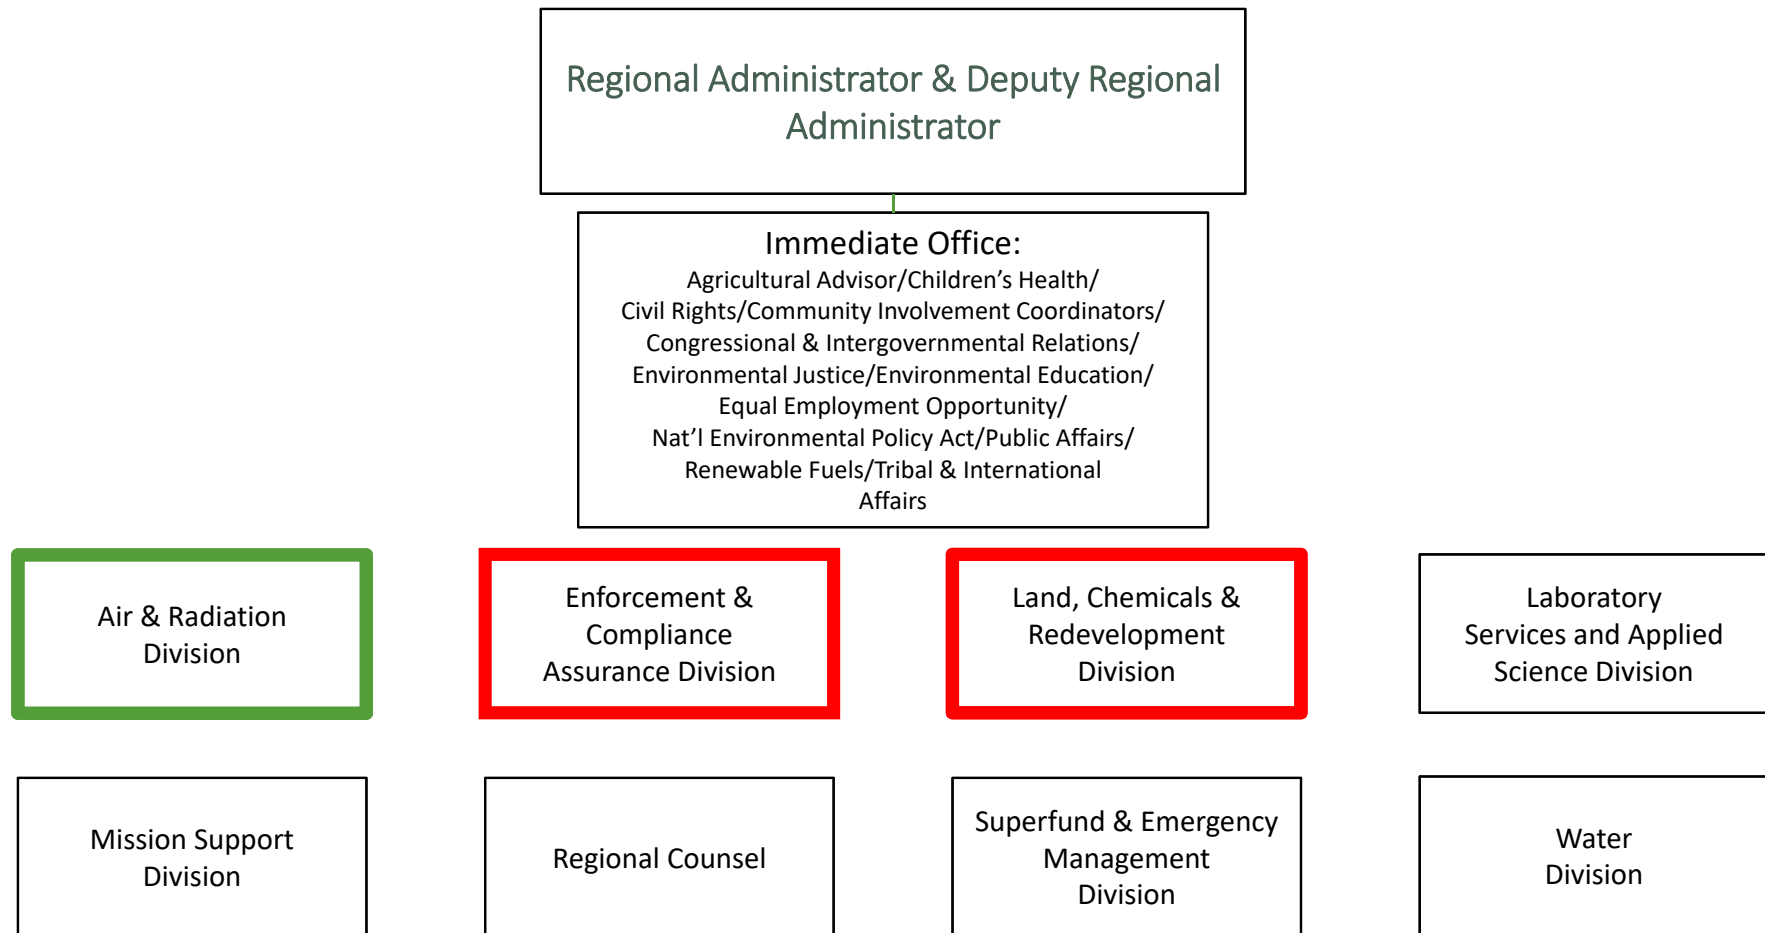 Regional Administrator & Deputy Regional
Administrator
Immediate Office:
Agricultural Advisor/Children’s Health/
Civil Rights/Community Involvement Coordinators/
Congressional & Intergovernmental Relations/
Environmental Justice/Environmental Education/
Equal Employment Opportunity/
Nat’l Environmental Policy Act/Public Affairs/
Renewable Fuels/Tribal & International
Affairs
Air & Radiation
Division
Enforcement &
Compliance
Assurance Division
Land, Chemicals &
Redevelopment
Division
Laboratory
Services and Applied
Science Division
Mission Support
Division
Regional Counsel
Superfund & Emergency
Management
Division
Water
Division